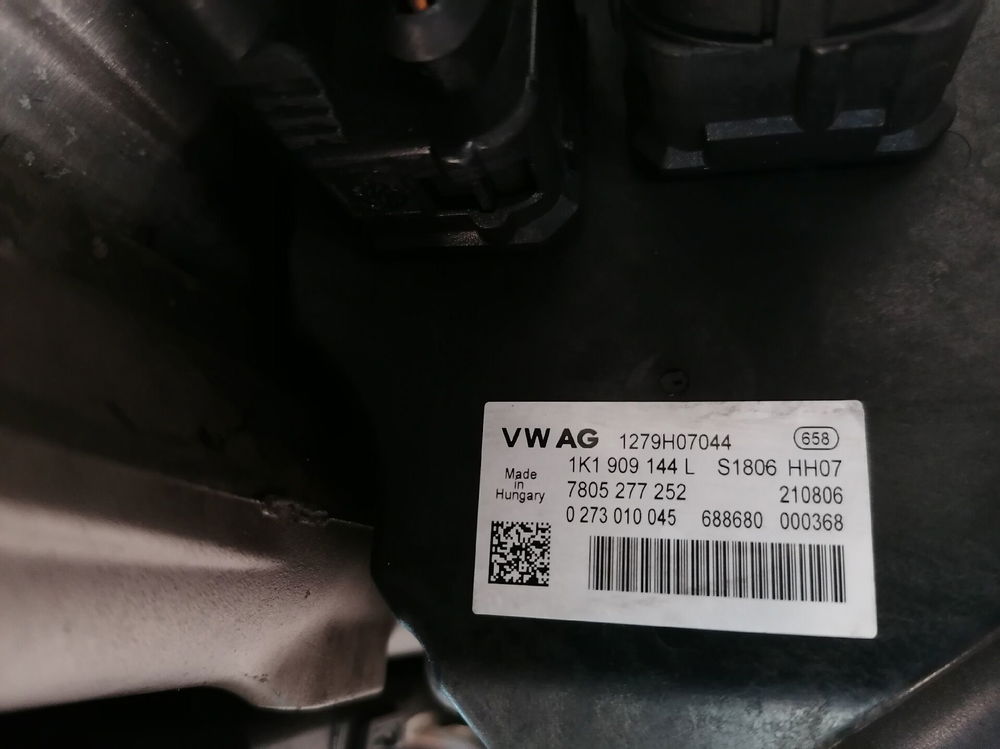 VW AG 1279H07044 658
1K1 909 144 L S1806 HH07
Made in Hungary
7805 277 252 210806
0 273 010 045 688680 000368